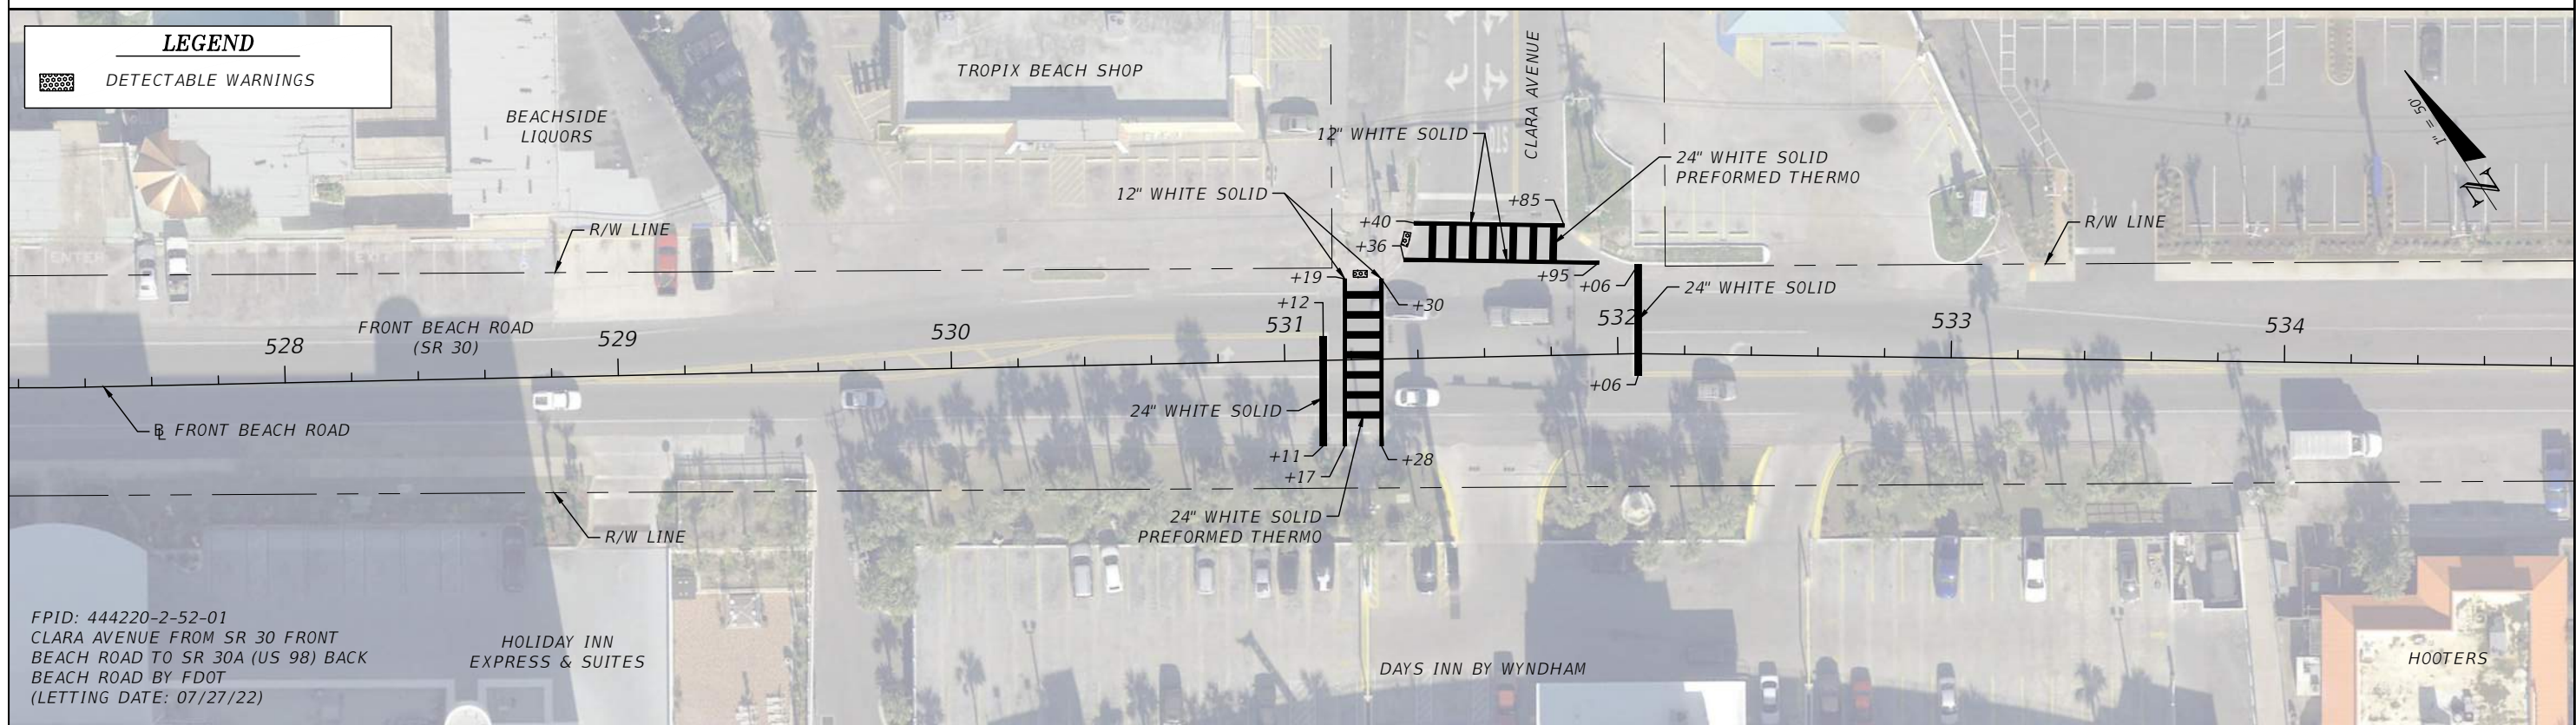 LEGEND
DETECTABLE WARNINGS
BEACHSIDE
LIQUORS
TROPIX BEACH SHOP
CLARA AVENUE
12" WHITE SOLID
24" WHITE SOLID
PREFORMED THERMO
12" WHITE SOLID
1" = 50'
N
R/W LINE
R/W LINE
+85
+40
+36
+95
+19
+06
+12
+30
24" WHITE SOLID
ENTER
EXIT
FRONT BEACH ROAD
(SR 30)
528
529
530
531
532
533
534
+06
24" WHITE SOLID
BL FRONT BEACH ROAD
+11
+17
+28
24" WHITE SOLID
PREFORMED THERMO
R/W LINE
FPID: 444220-2-52-01
CLARA AVENUE FROM SR 30 FRONT
BEACH ROAD TO SR 30A (US 98) BACK
BEACH ROAD BY FDOT
(LETTING DATE: 07/27/22)
HOLIDAY INN
EXPRESS & SUITES
DAYS INN BY WYNDHAM
HOOTERS